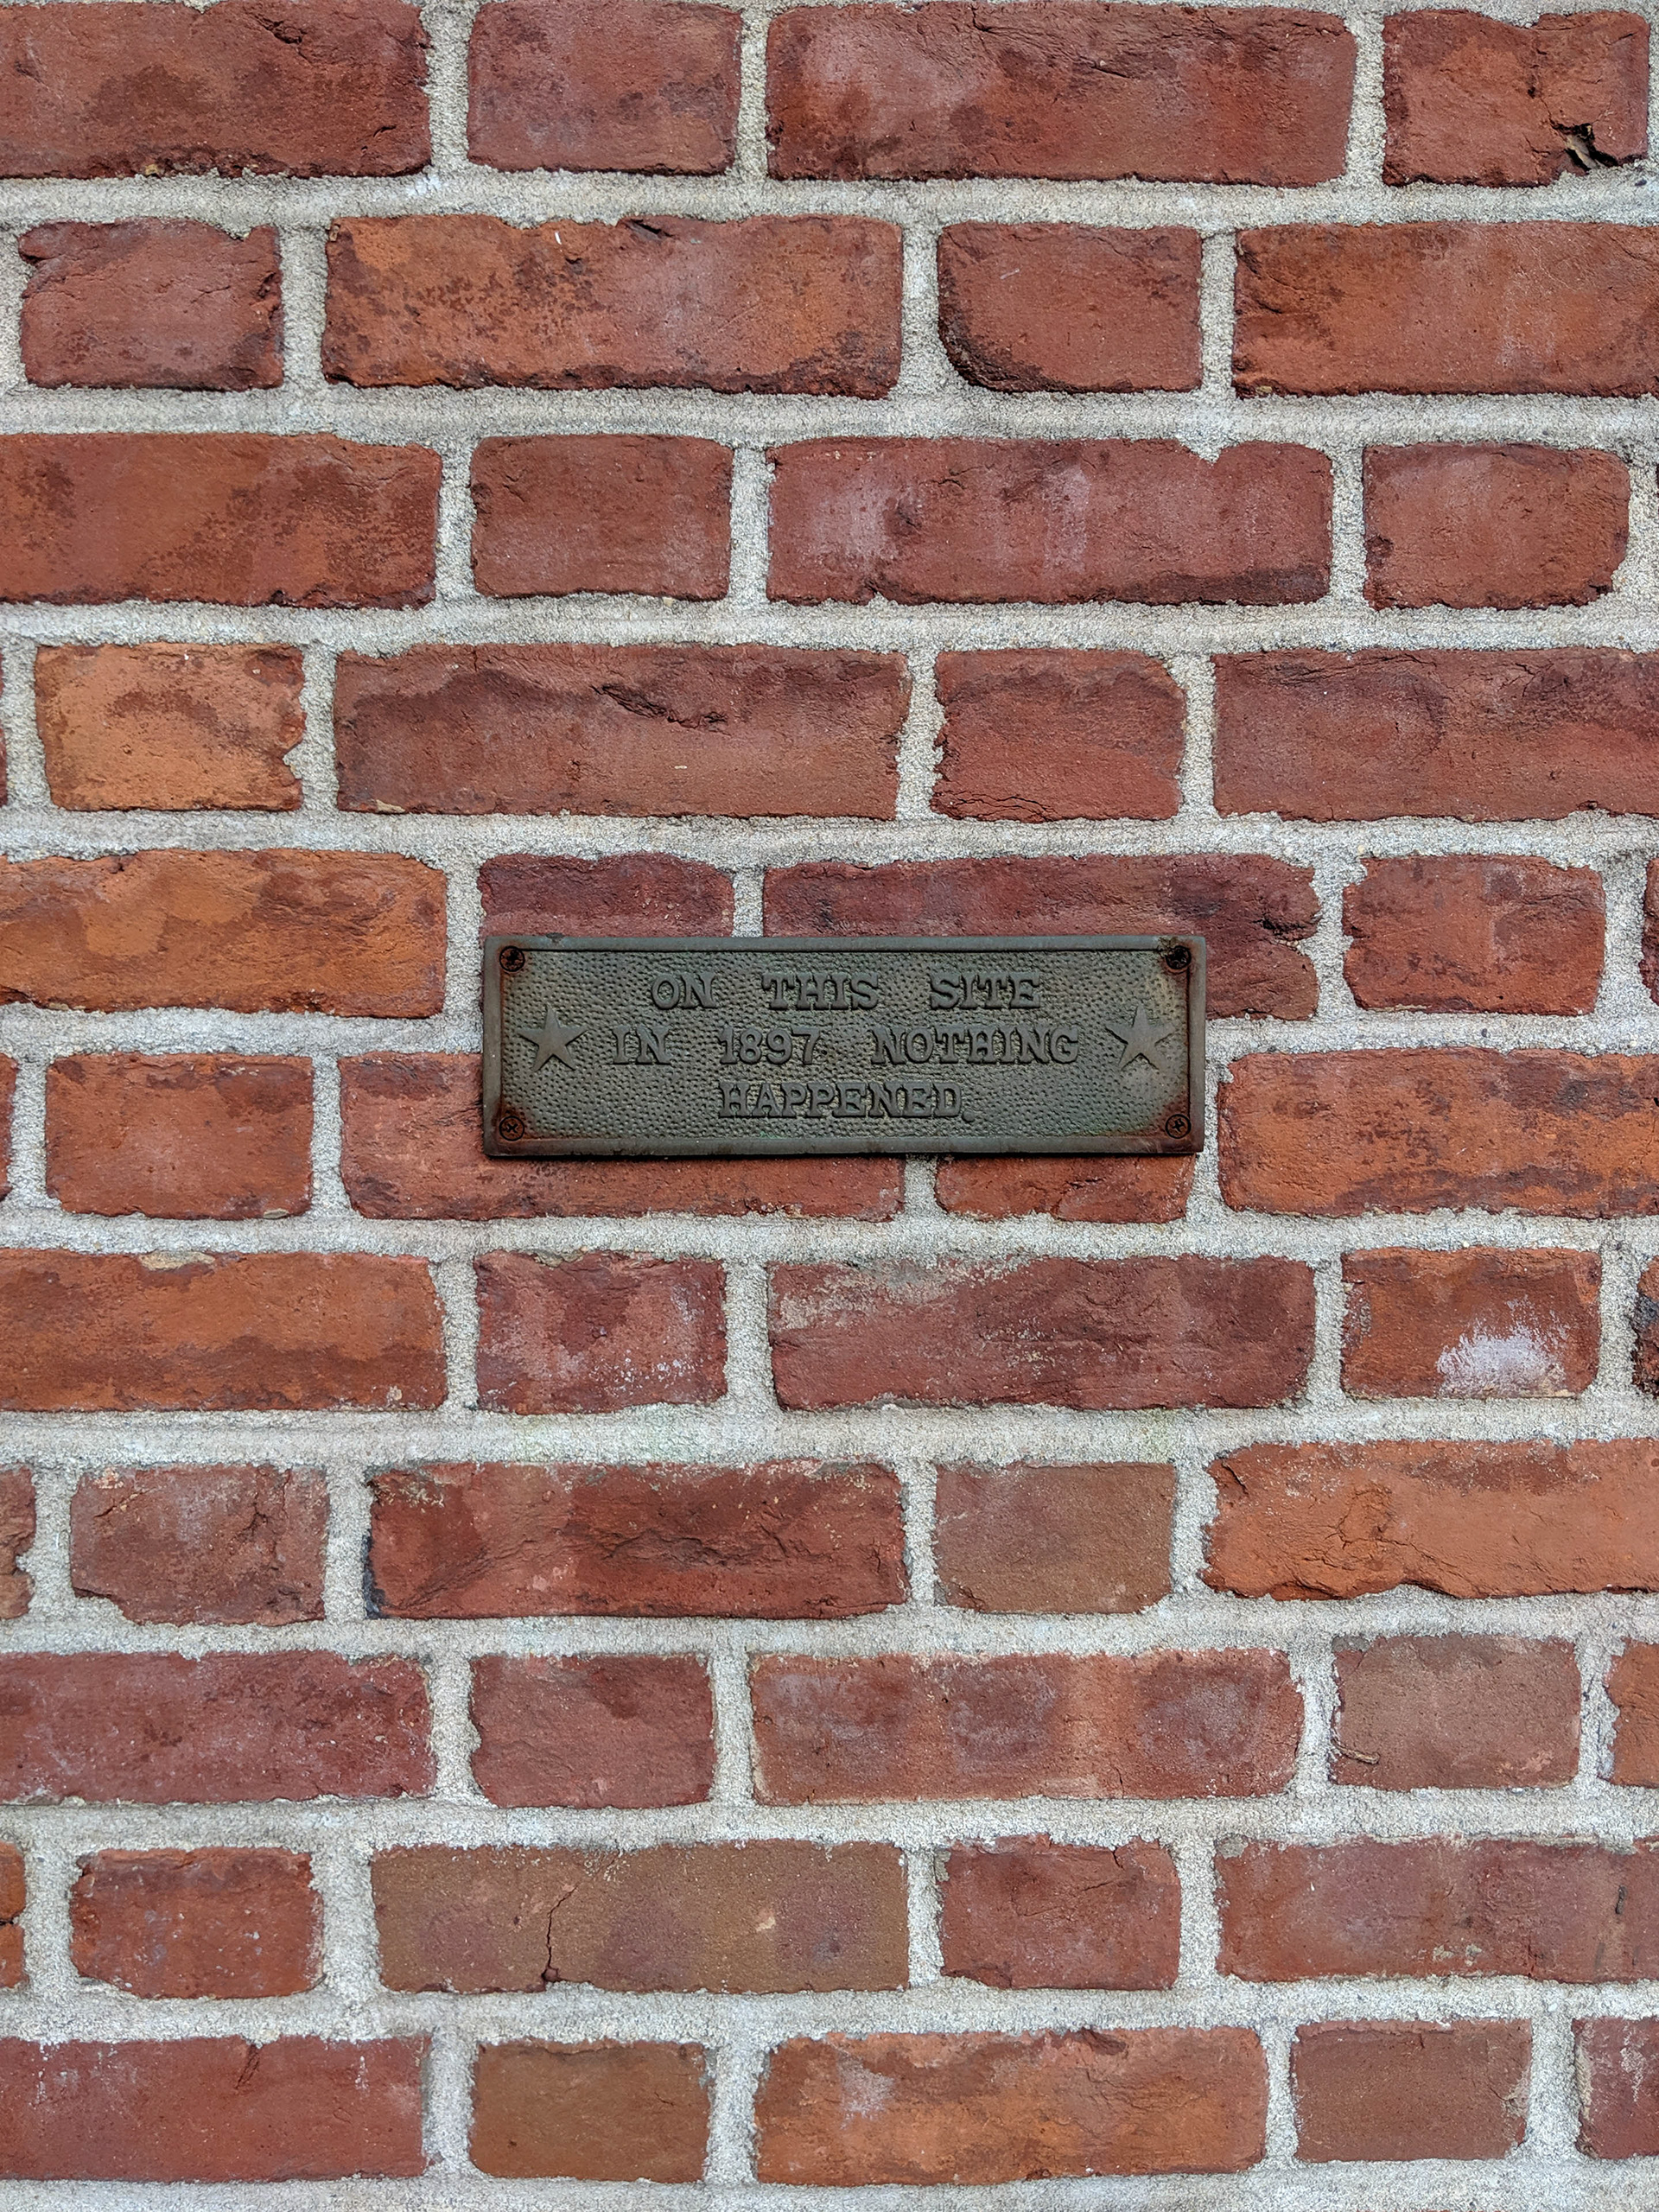 ON THIS SITE
IN 1897 NOTHING
HAPPENED.